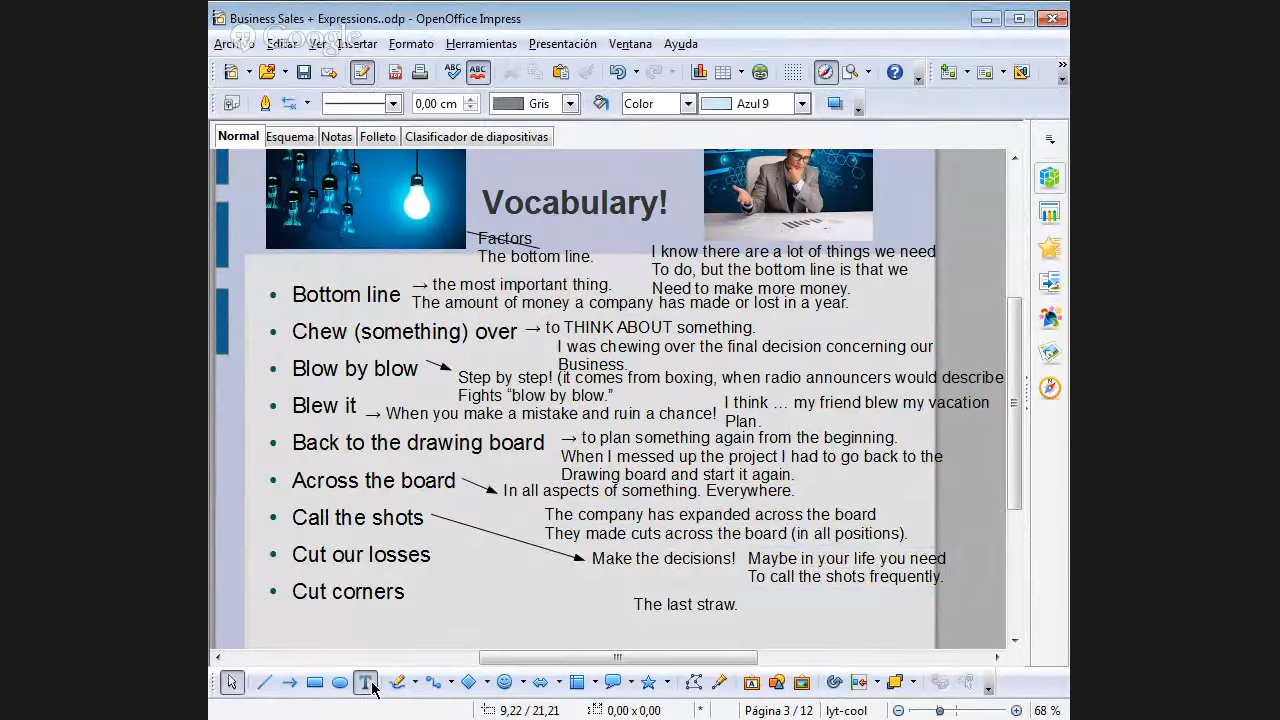 Business Sales + Expressions..odp - OpenOffice Impress
Google
Archivo Editar Ver Insertar Formato Herramientas Presentación Ventana Ayuda
0,00 cm Gris Color Azul 9
Normal Esquema Notas Folleto Clasificador de diapositivas
Vocabulary!
Factors
The bottom line.
I know there are a lot of things we need
To do, but the bottom line is that we
Need to make more money.
• Bottom line → the most important thing.
The amount of money a company has made or lost in a year.
• Chew (something) over → to THINK ABOUT something.
I was chewing over the final decision concerning our
Business.
• Blow by blow
Step by step! (it comes from boxing, when radio announcers would describe
Fights “blow by blow.”
• Blew it → When you make a mistake and ruin a chance!
I think ... my friend blew my vacation
Plan.
• Back to the drawing board → to plan something again from the beginning.
When I messed up the project I had to go back to the
Drawing board and start it again.
• Across the board
In all aspects of something. Everywhere.
The company has expanded across the board
They made cuts across the board (in all positions).
• Call the shots
Make the decisions!
Maybe in your life you need
To call the shots frequently.
• Cut our losses
• Cut corners
The last straw.
9,22 / 21,21 0,00 x 0,00 * Página 3 / 12 lyt-cool 68 %